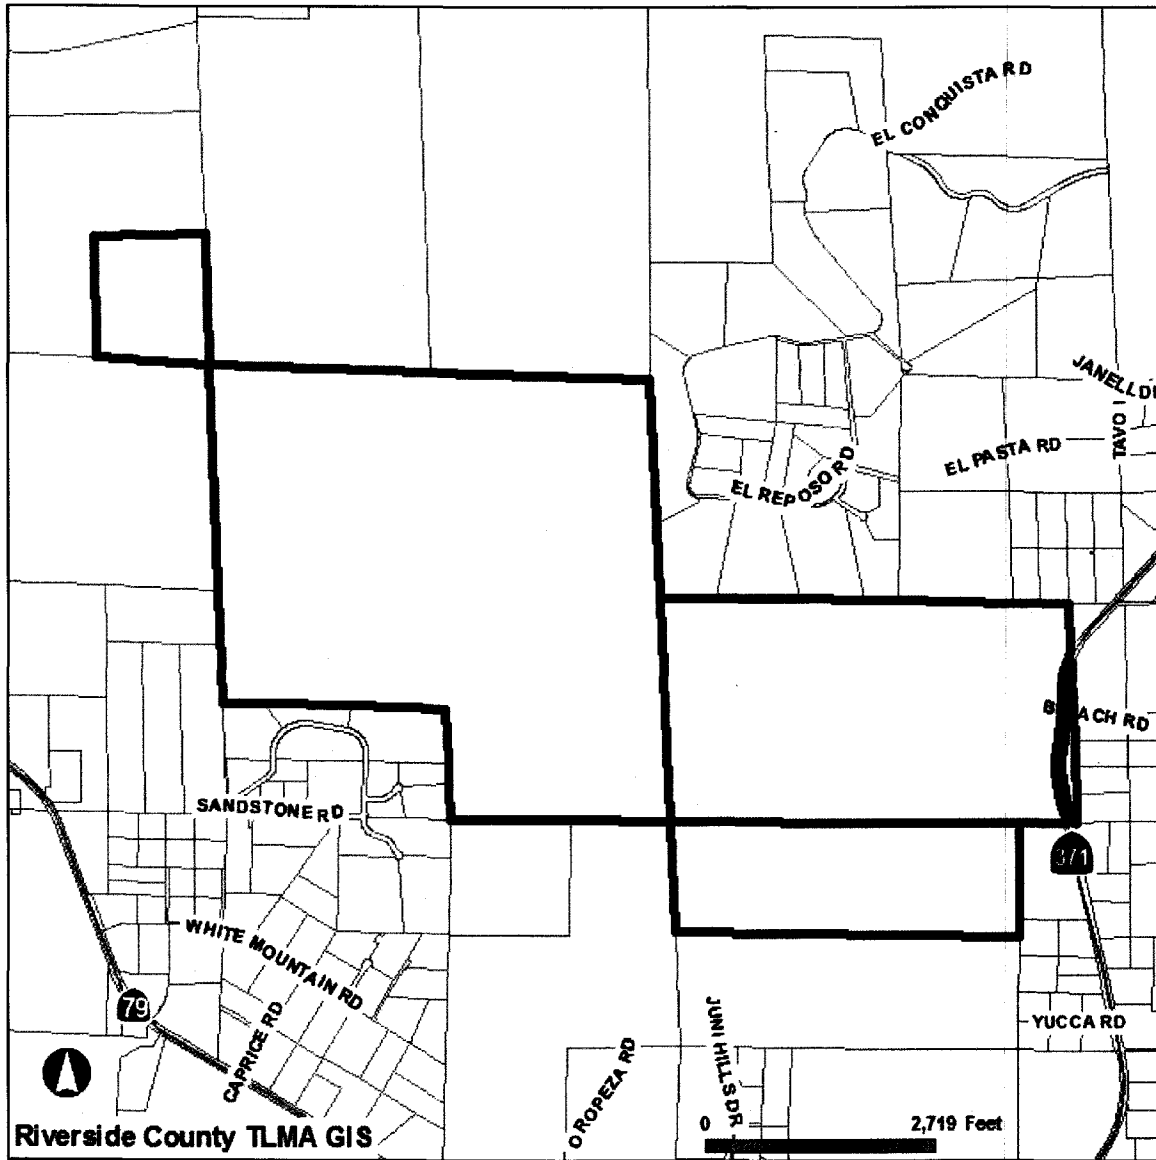 EL CONQUISTA RD
JANELL DR
TAVO
EL PASTA RD
EL REPOSO RD
ACH RD
SANDSTONE RD
371
WHITE MOUNTAIN RD
79
CAPRICE RD
JUNI HILLS DR
YUCCA RD
OROPEZA RD
0 2,719 Feet
Riverside County TLMA GIS